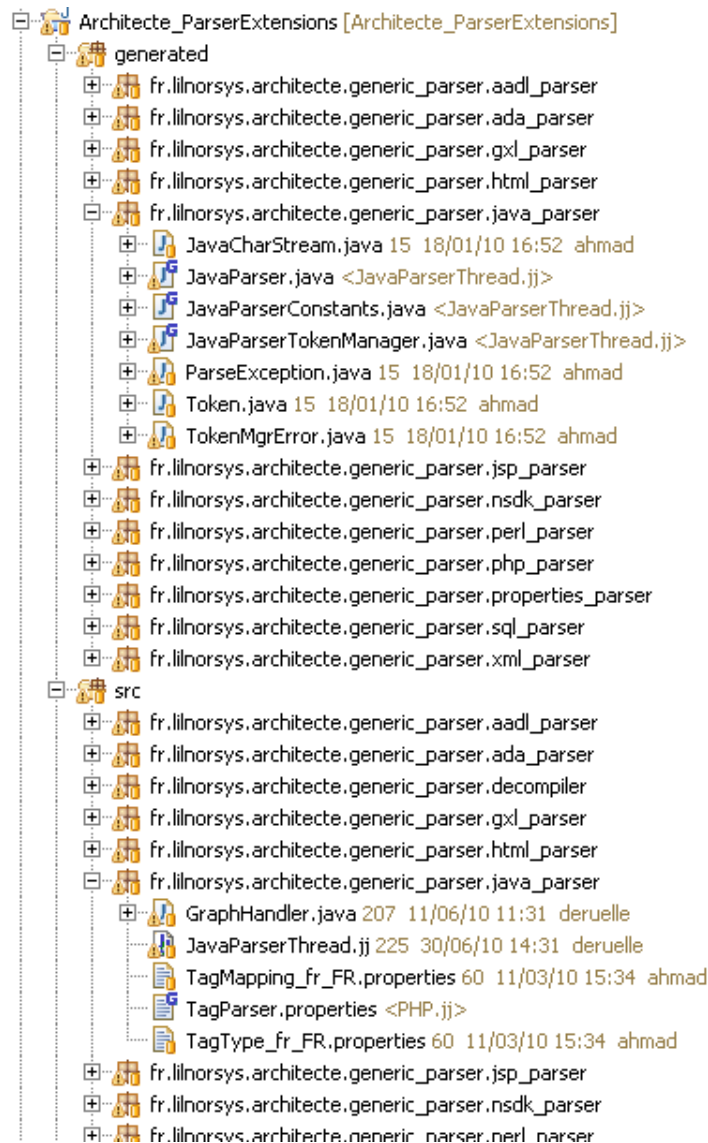 Architecte_ParserExtensions [Architecte_ParserExtensions]
generated
fr.lilnorsys.architecte.generic_parser.aadl_parser
fr.lilnorsys.architecte.generic_parser.ada_parser
fr.lilnorsys.architecte.generic_parser.gxl_parser
fr.lilnorsys.architecte.generic_parser.html_parser
fr.lilnorsys.architecte.generic_parser.java_parser
JavaCharStream.java 15 18/01/10 16:52 ahmad
JavaParser.java <JavaParserThread.jj>
JavaParserConstants.java <JavaParserThread.jj>
JavaParserTokenManager.java <JavaParserThread.jj>
ParseException.java 15 18/01/10 16:52 ahmad
Token.java 15 18/01/10 16:52 ahmad
TokenMgrError.java 15 18/01/10 16:52 ahmad
fr.lilnorsys.architecte.generic_parser.jsp_parser
fr.lilnorsys.architecte.generic_parser.nsdk_parser
fr.lilnorsys.architecte.generic_parser.perl_parser
fr.lilnorsys.architecte.generic_parser.php_parser
fr.lilnorsys.architecte.generic_parser.properties_parser
fr.lilnorsys.architecte.generic_parser.sql_parser
fr.lilnorsys.architecte.generic_parser.xml_parser
src
fr.lilnorsys.architecte.generic_parser.aadl_parser
fr.lilnorsys.architecte.generic_parser.ada_parser
fr.lilnorsys.architecte.generic_parser.decompiler
fr.lilnorsys.architecte.generic_parser.gxl_parser
fr.lilnorsys.architecte.generic_parser.html_parser
fr.lilnorsys.architecte.generic_parser.java_parser
GraphHandler.java 207 11/06/10 11:31 deruelle
JavaParserThread.jj 225 30/06/10 14:31 deruelle
TagMapping_fr_FR.properties 60 11/03/10 15:34 ahmad
TagParser.properties <PHP.jj>
TagType_fr_FR.properties 60 11/03/10 15:34 ahmad
fr.lilnorsys.architecte.generic_parser.jsp_parser
fr.lilnorsys.architecte.generic_parser.nsdk_parser
fr.lilnorsys.architecte.generic_parser.perl_parser